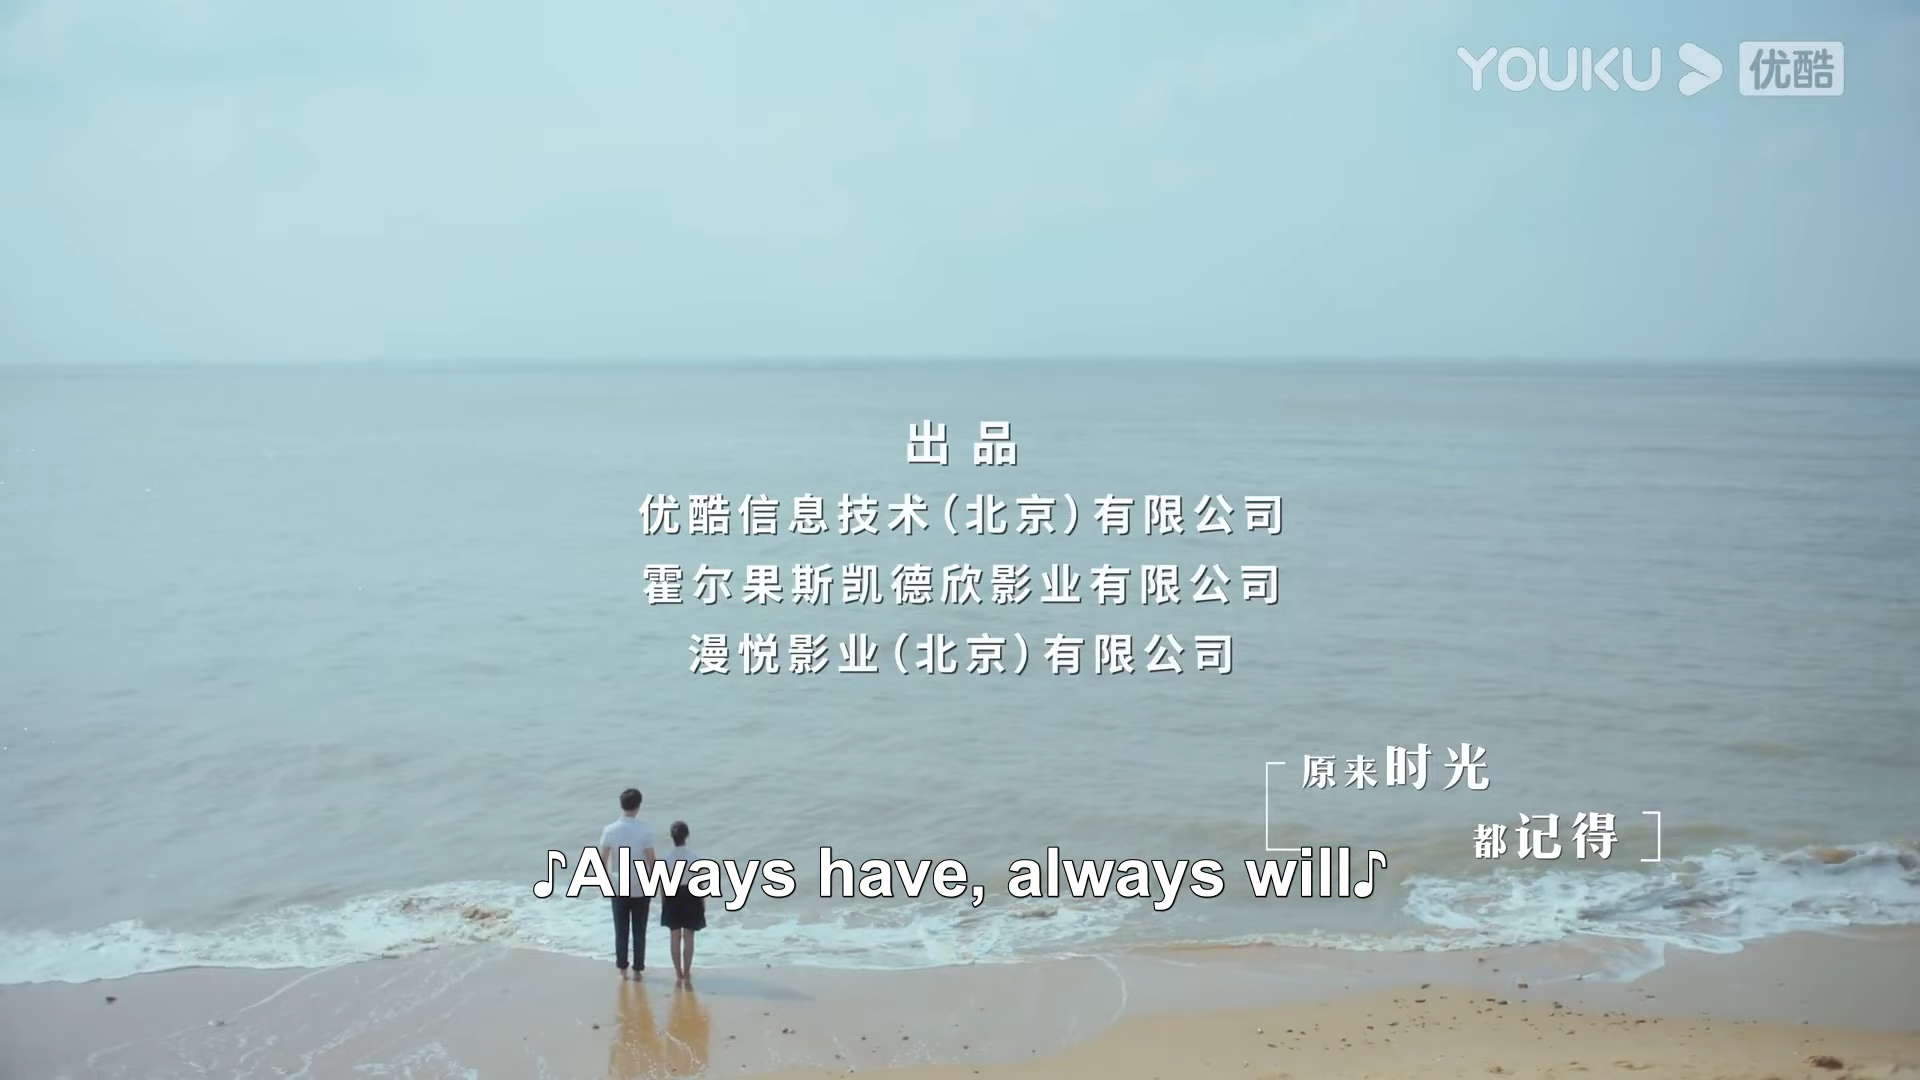 YOUKU 优酷
出品
优酷信息技术（北京）有限公司
霍尔果斯凯德欣影业有限公司
漫悦影业（北京）有限公司
原来时光
都记得
♪Always have, always will♪